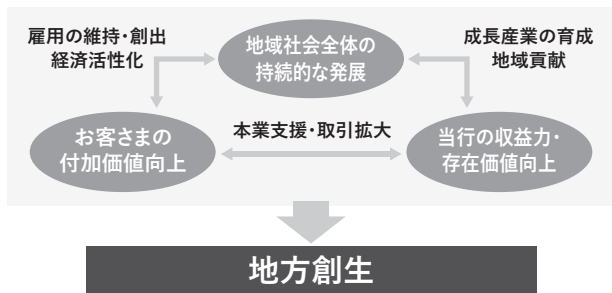 雇用の維持・創出
経済活性化
地域社会全体の
持続的な発展
成長産業の育成
地域貢献
お客さまの
付加価値向上
本業支援・取引拡大
当行の収益力・
存在価値向上
地方創生